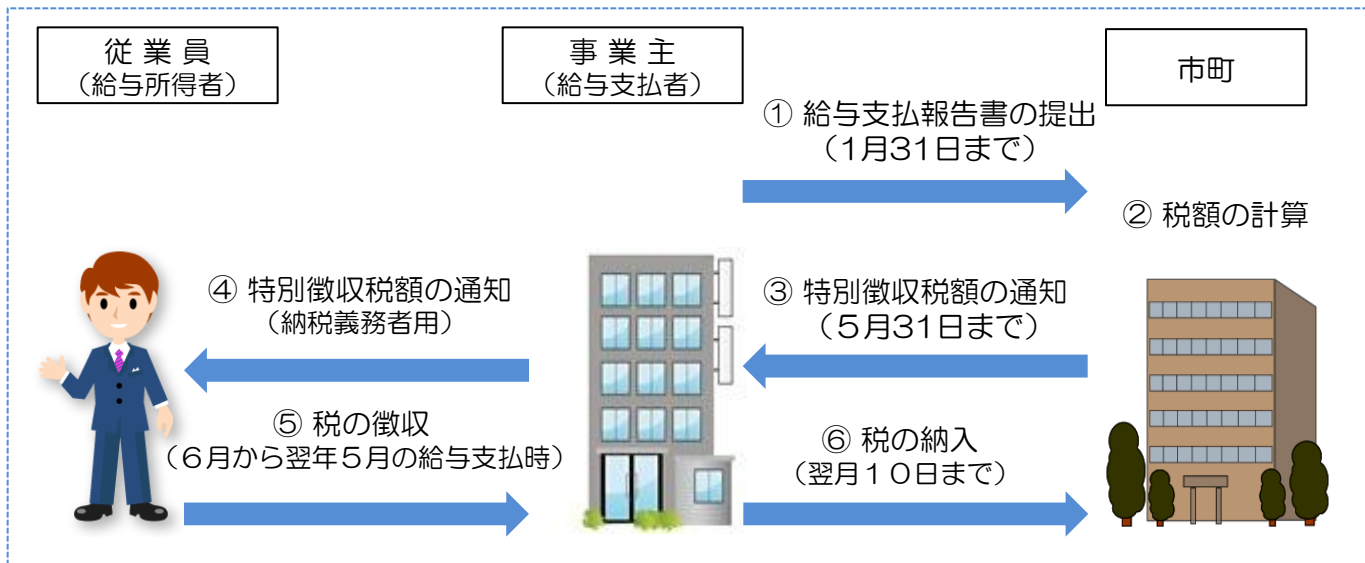 従 業 員
(給与所得者)
事 業 主
(給与支払者)
市町
① 給与支払報告書の提出
(1月31日まで)
② 税額の計算
③ 特別徴収税額の通知
(5月31日まで)
④ 特別徴収税額の通知
(納税義務者用)
⑤ 税の徴収
(6月から翌年5月の給与支払時)
⑥ 税の納入
(翌月10日まで)